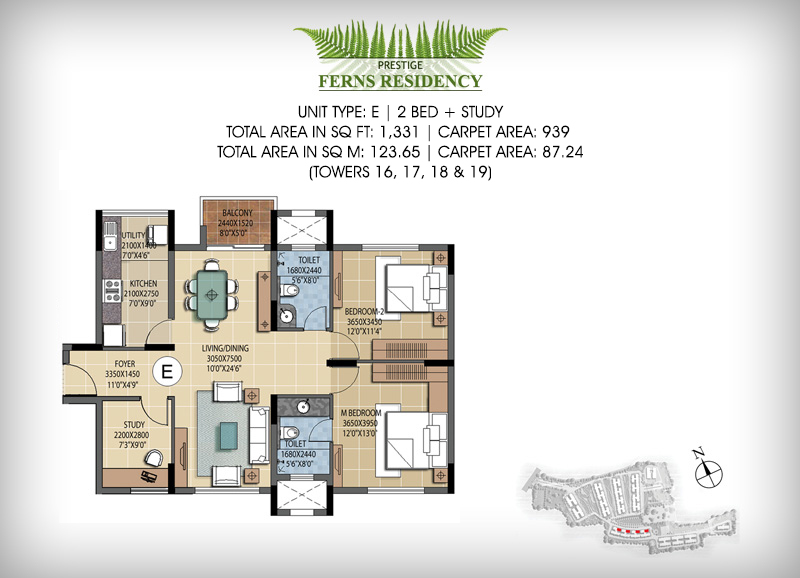 PRESTIGE
FERNS RESIDENCY
UNIT TYPE: E | 2 BED + STUDY
TOTAL AREA IN SQ FT: 1,331 | CARPET AREA: 939
TOTAL AREA IN SQ M: 123.65 | CARPET AREA: 87.24
(TOWERS 16, 17, 18 & 19)
BALCONY
2440X1520
8'0"X5'0"
UTILITY
2100X1400
7'0"X4'6"
TOILET
1680X2440
5'6"X8'0"
KITCHEN
2100X2750
7'0"X9'0"
BEDROOM-2
3650X3450
12'0"X11'4"
LIVING/DINING
3050X7500
10'0"X24'6"
FOYER
3350X1450
11'0"X4'9"
E
STUDY
2200X2800
7'3"X9'0"
M BEDROOM
3650X3950
12'0"X13'0"
TOILET
1680X2440
5'6"X8'0"
N